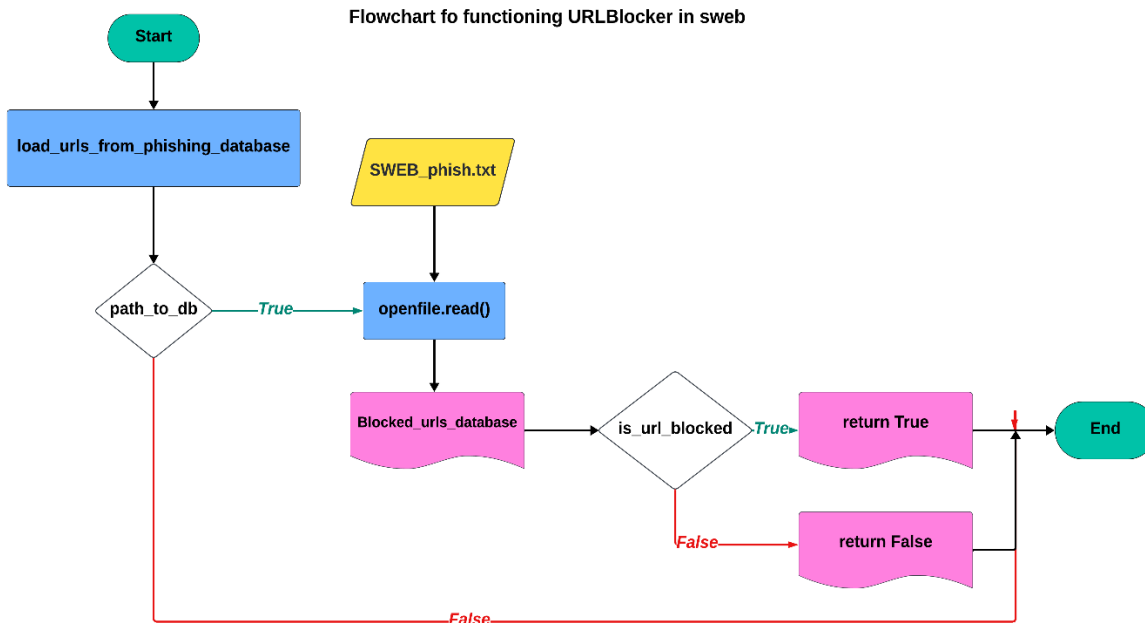 Flowchart fo functioning URLBlocker in sweb
Start
load_urls_from_phishing_database
SWEB_phish.txt
path_to_db
True
openfile.read()
Blocked_urls_database
is_url_blocked
True
return True
End
False
return False
False